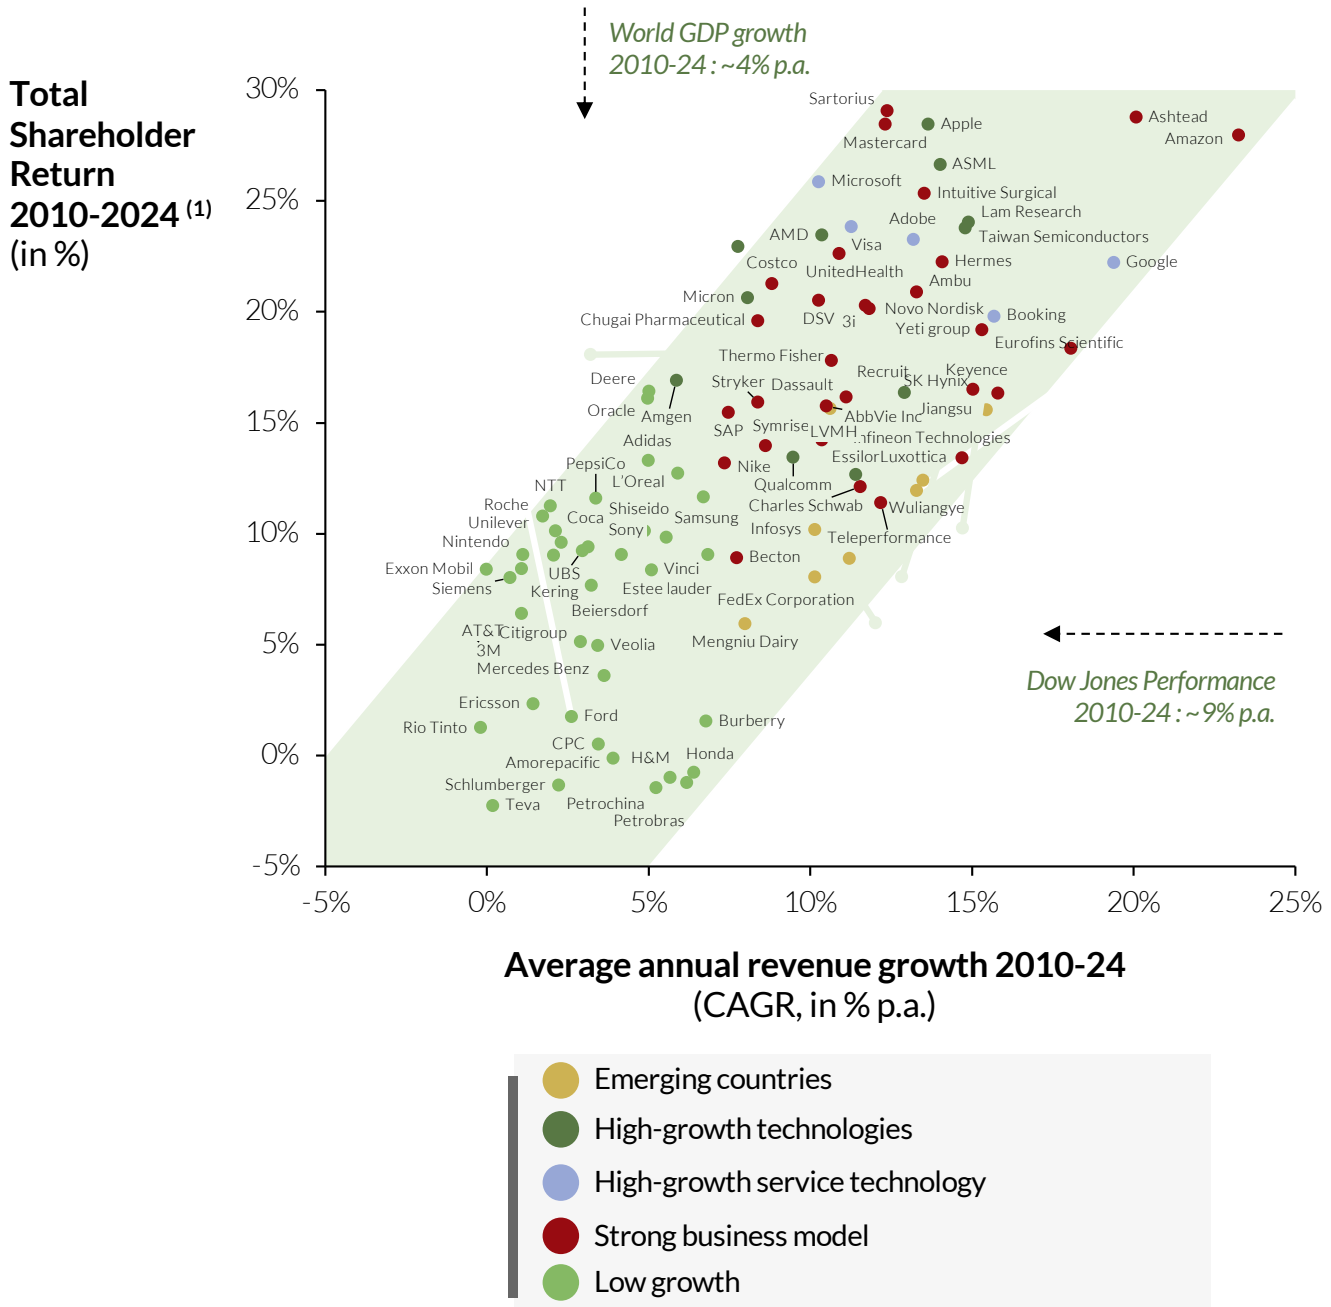 World GDP growth
2010-24 : ~4% p.a.
Total
Shareholder
Return
2010-2024 (1)
(in %)
30%
25%
20%
15%
10%
5%
0%
-5%
Sartorius
Mastercard
Apple
Ashtead
Amazon
ASML
Microsoft
Intuitive Surgical
Lam Research
Adobe
Taiwan Semiconductors
AMD
Visa
Costco
UnitedHealth
Hermes
Google
Ambu
Micron
Chugai Pharmaceutical
DSV
3i
Novo Nordisk
Booking
Yeti group
Eurofins Scientific
Thermo Fisher
Recruit
Keyence
SK Hynix
Deere
Stryker
Dassault
Oracle
Amgen
AbbVie Inc
Jiangsu
SAP
Symrise
LVMH
Infineon Technologies
Adidas
EssilorLuxottica
PepsiCo
L'Oreal
Nike
Qualcomm
NTT
Roche
Shiseido
Charles Schwab
Wuliangye
Unilever
Coca
Sony
Samsung
Infosys
Teleperformance
Nintendo
Exxon Mobil
Siemens
UBS
Vinci
Becton
Kering
Estee lauder
Beiersdorf
FedEx Corporation
AT&T
Citigroup
3M
Veolia
Mengniu Dairy
Mercedes Benz
Ericsson
Rio Tinto
Ford
Burberry
CPC
Amorepacific
H&M
Honda
Schlumberger
Teva
Petrochina
Petrobras
Dow Jones Performance
2010-24 : ~9% p.a.
-5%
0%
5%
10%
15%
20%
25%
Average annual revenue growth 2010-24
(CAGR, in % p.a.)
Emerging countries
High-growth technologies
High-growth service technology
Strong business model
Low growth